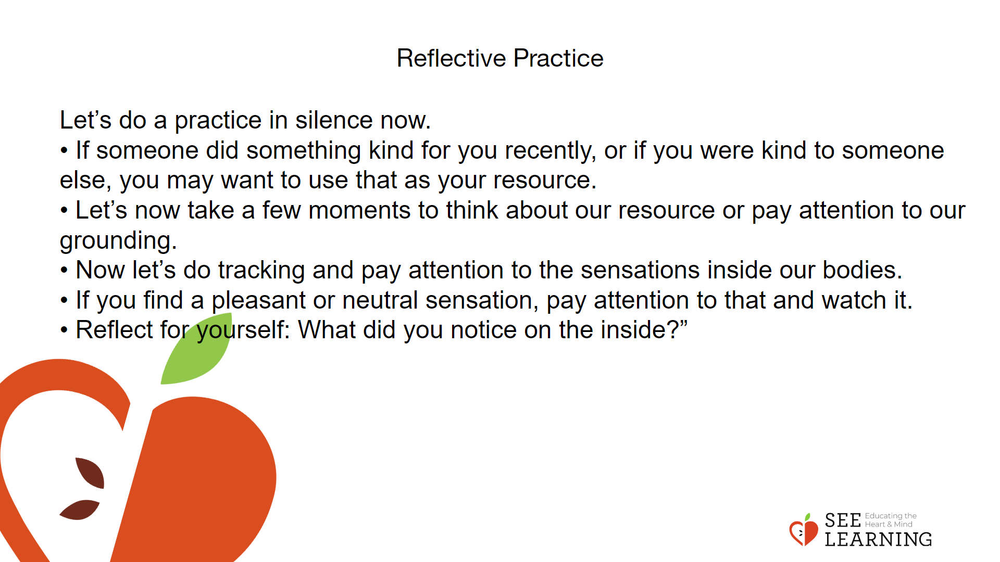 Reflective Practice
Let’s do a practice in silence now.
• If someone did something kind for you recently, or if you were kind to someone
else, you may want to use that as your resource.
• Let’s now take a few moments to think about our resource or pay attention to our
grounding.
• Now let’s do tracking and pay attention to the sensations inside our bodies.
• If you find a pleasant or neutral sensation, pay attention to that and watch it.
• Reflect for yourself: What did you notice on the inside?”
SEE Educating the
Heart & Mind
LEARNING